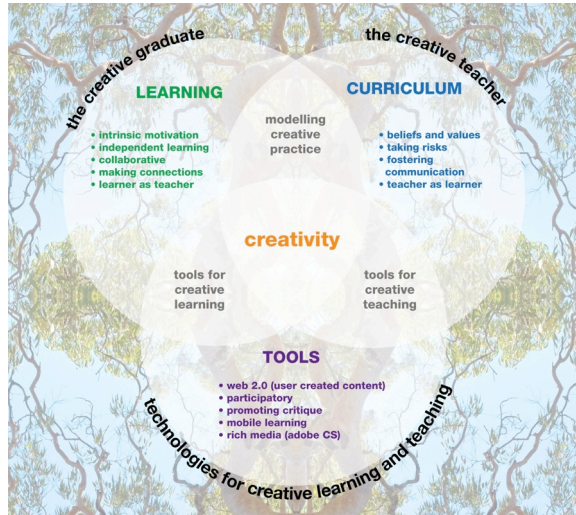 the creative graduate
the creative teacher
LEARNING
• intrinsic motivation
• independent learning
• collaborative
• making connections
• learner as teacher
CURRICULUM
• beliefs and values
• taking risks
• fostering
communication
• teacher as learner
modelling
creative
practice
creativity
tools for
creative
learning
tools for
creative
teaching
TOOLS
• web 2.0 (user created content)
• participatory
• promoting critique
• mobile learning
• rich media (adobe CS)
technologies for creative learning and teaching